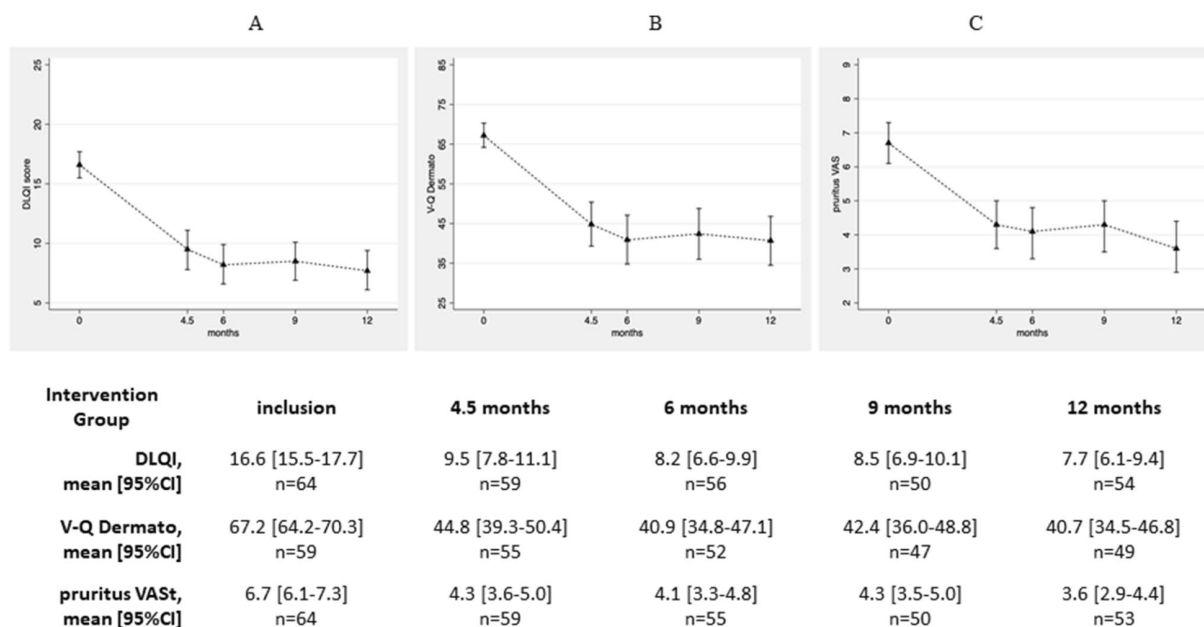 A
B
C
25
20
15
10
5
DLQI score
0
4.5
6
9
12
months
85
75
65
55
45
35
25
V-Q Dermato
0
4.5
6
9
12
months
9
8
7
6
5
4
3
2
pruritus VAS
0
4.5
6
9
12
months
Intervention
Group
inclusion 4.5 months 6 months 9 months 12 months
DLQI, 16.6 [15.5-17.7] 9.5 [7.8-11.1] 8.2 [6.6-9.9] 8.5 [6.9-10.1] 7.7 [6.1-9.4]
mean [95%CI] n=64 n=59 n=56 n=50 n=54
V-Q Dermato, 67.2 [64.2-70.3] 44.8 [39.3-50.4] 40.9 [34.8-47.1] 42.4 [36.0-48.8] 40.7 [34.5-46.8]
mean [95%CI] n=59 n=55 n=52 n=47 n=49
pruritus VASt, 6.7 [6.1-7.3] 4.3 [3.6-5.0] 4.1 [3.3-4.8] 4.3 [3.5-5.0] 3.6 [2.9-4.4]
mean [95%CI] n=64 n=59 n=55 n=50 n=53